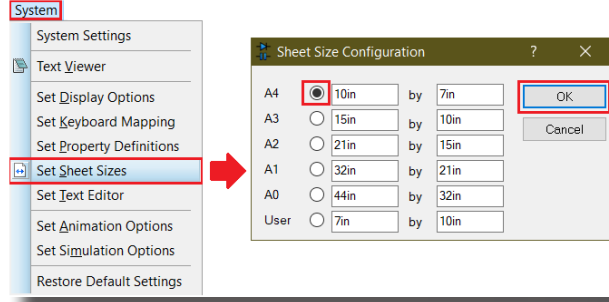 System
System Settings
Text Viewer
Set Display Options
Set Keyboard Mapping
Set Property Definitions
Set Sheet Sizes
Set Text Editor
Set Animation Options
Set Simulation Options
Restore Default Settings
Sheet Size Configuration ? ×
A4 10in by 7in OK
A3 15in by 10in Cancel
A2 21in by 15in
A1 32in by 21in
A0 44in by 32in
User 7in by 10in